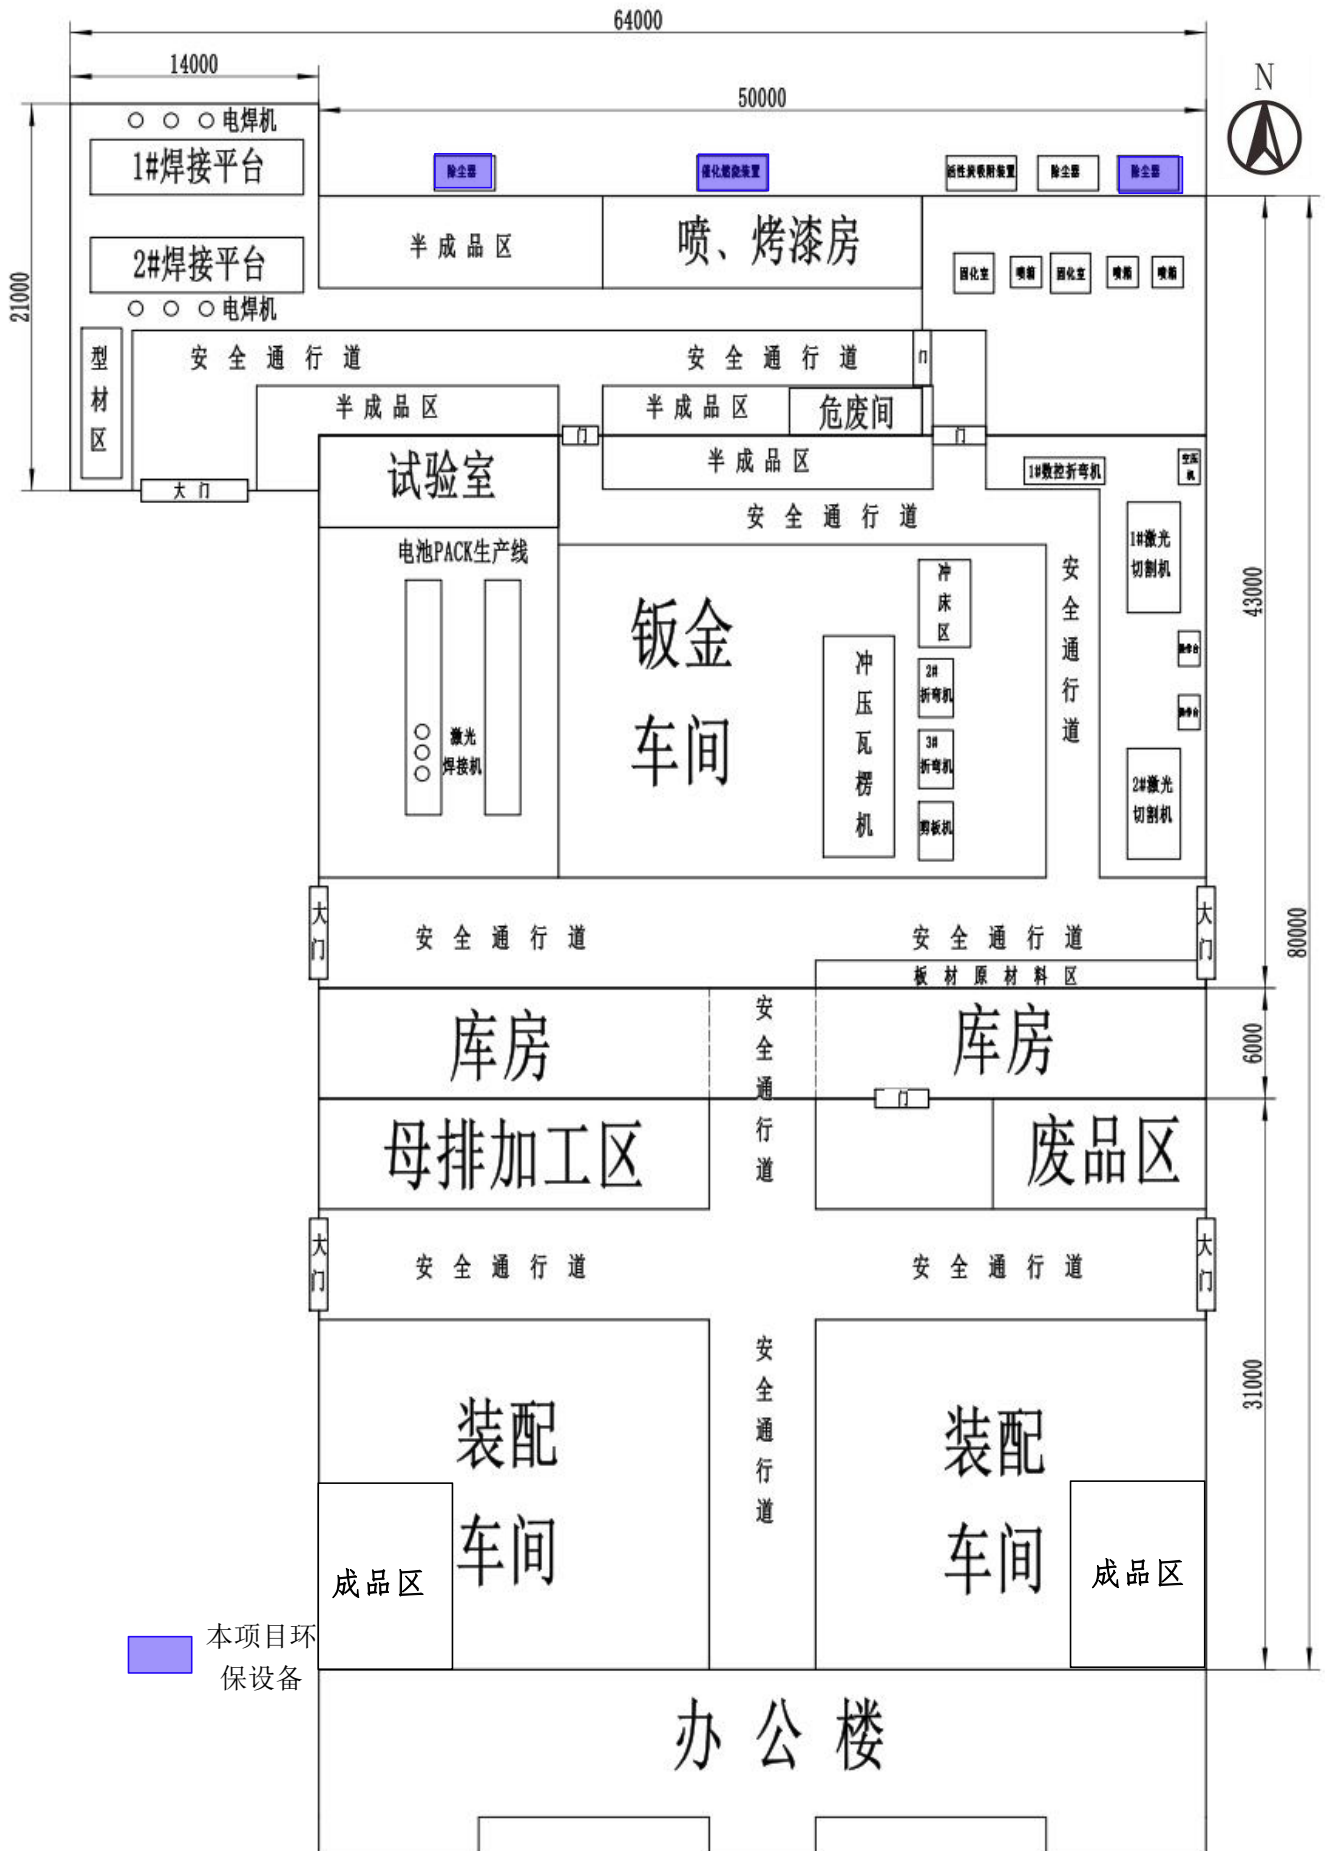 64000
14000
50000
N
电焊机
1#焊接平台
除尘器
催化燃烧装置
活性炭吸附装置
除尘器
除尘器
半成品区
喷、烤漆房
2#焊接平台
固化室
喷箱
固化室
喷箱
喷箱
电焊机
21000
型材区
安全通行道
安全通行道
门
半成品区
半成品区
危废间
门
门
试验室
半成品区
1#数控折弯机
空压机
大门
安全通行道
电池PACK生产线
1#激光
切割机
冲床区
安全通行道
43000
钣金
车间
冲压瓦楞机
2#
折弯机
操作台
操作台
激光
焊接机
3#
折弯机
剪板机
2#激光
切割机
大门
大门
安全通行道
安全通行道
80000
板材原材料区
库房
安全通行道
库房
6000
门
母排加工区
废品区
大门
大门
安全通行道
安全通行道
安全通行道
31000
装配
车间
装配
车间
成品区
成品区
本项目环
保设备
办公楼